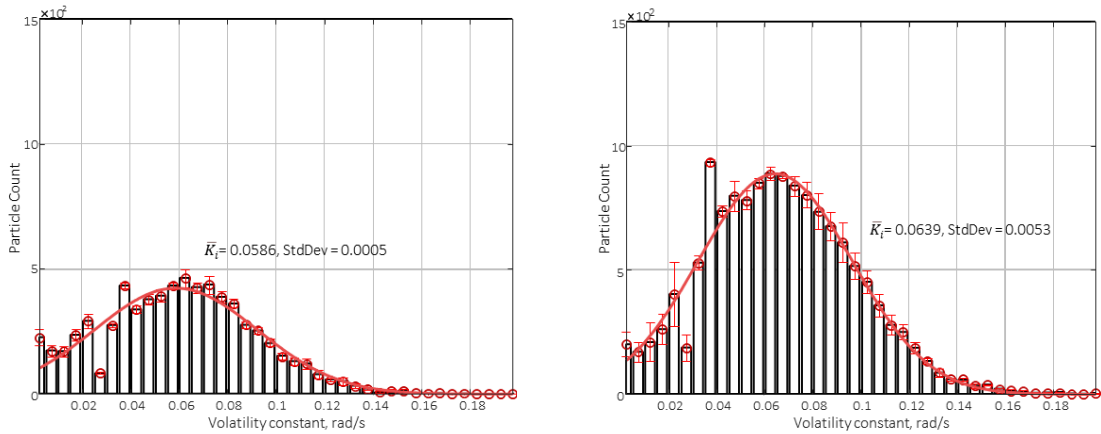 15 ×10²
10
5
0
Particle Count
K̅ᵢ= 0.0586, StdDev = 0.0005
0.02 0.04 0.06 0.08 0.1 0.12 0.14 0.16 0.18
Volatility constant, rad/s
15 ×10²
10
5
0
Particle Count
K̅ᵢ= 0.0639, StdDev = 0.0053
0.02 0.04 0.06 0.08 0.1 0.12 0.14 0.16 0.18
Volatility constant, rad/s